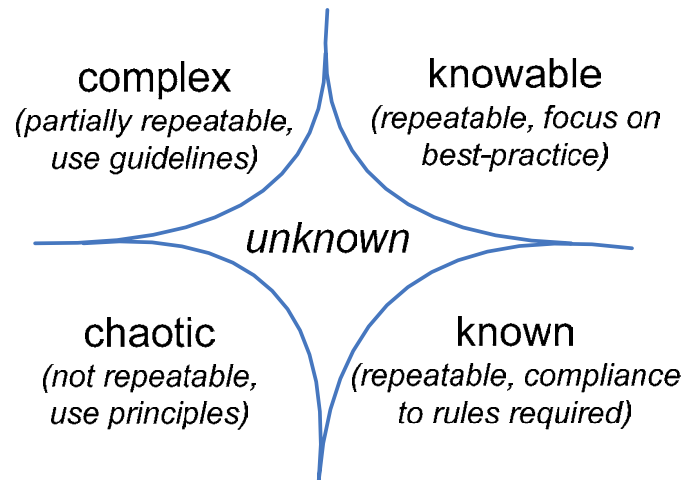 complex
(partially repeatable,
use guidelines)
knowable
(repeatable, focus on
best-practice)
unknown
chaotic
(not repeatable,
use principles)
known
(repeatable, compliance
to rules required)